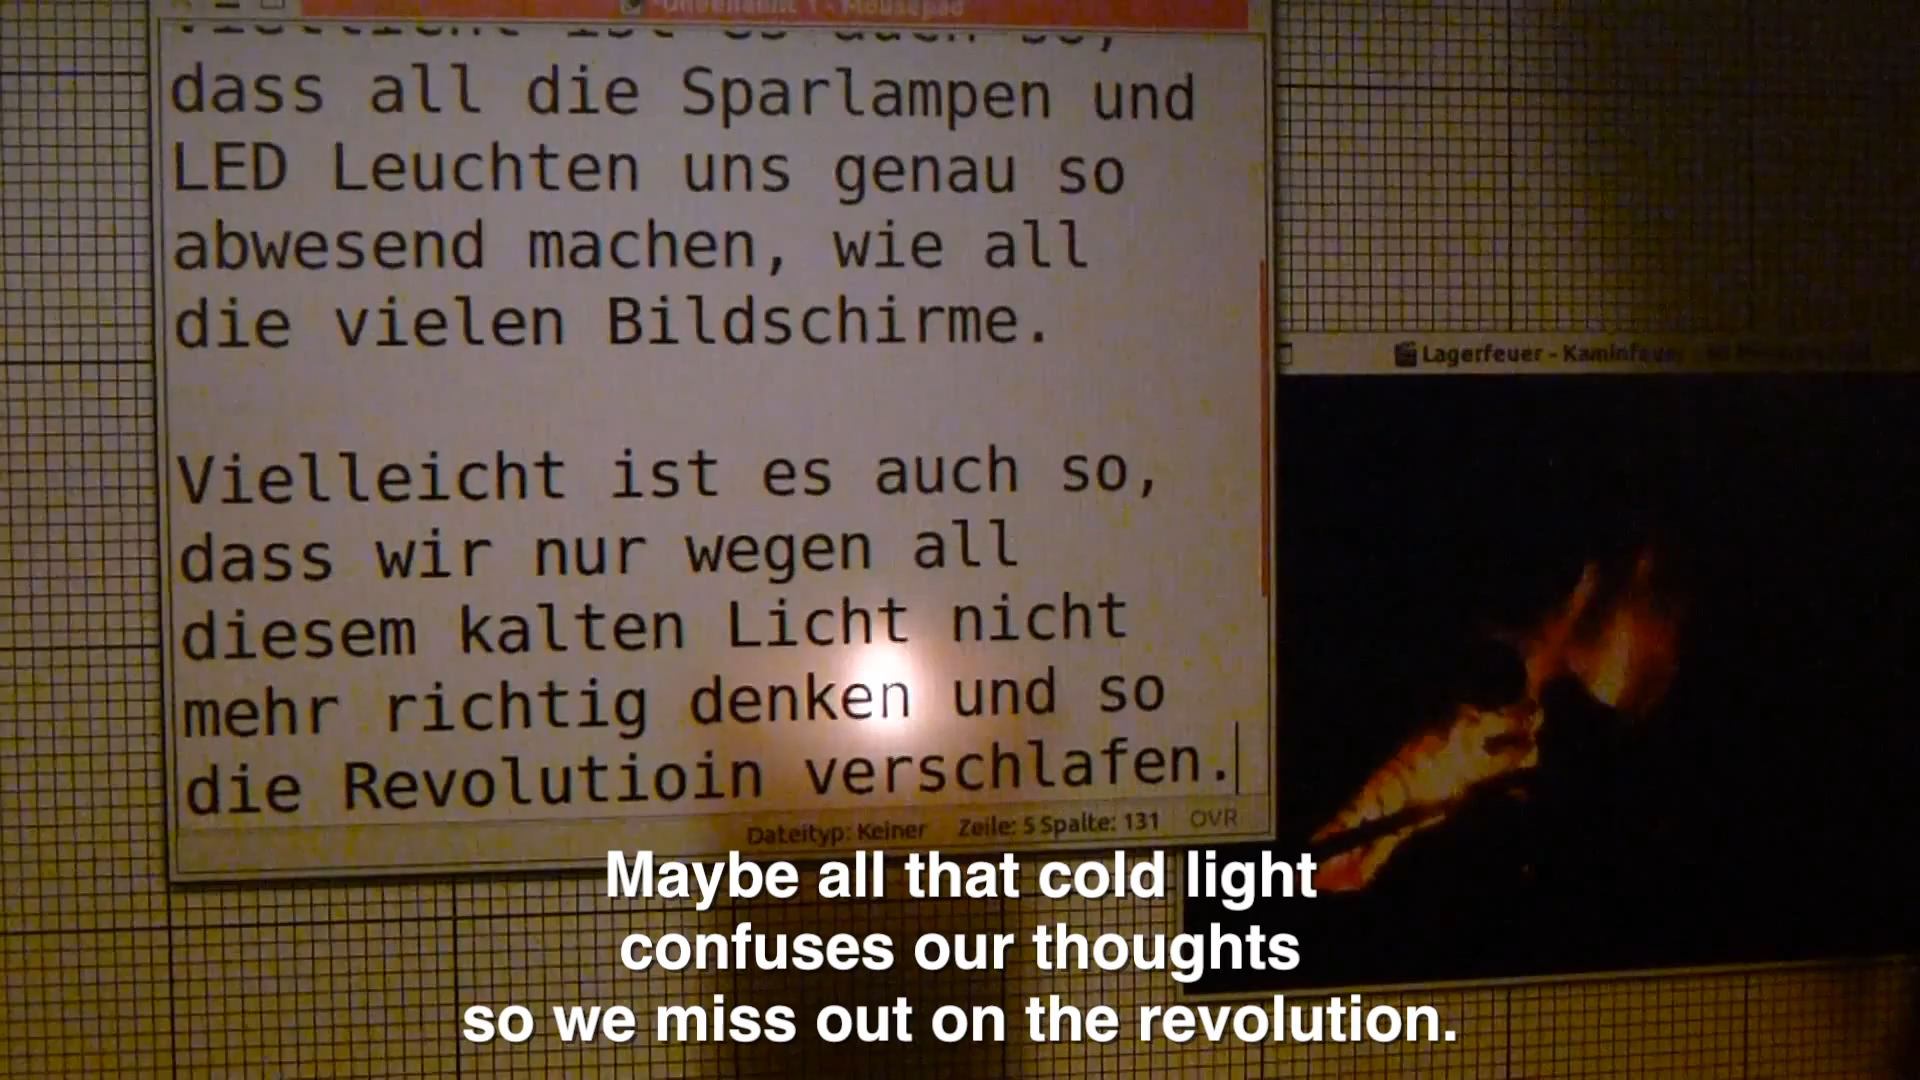 Mousepad
dass all die Sparlampen und
LED Leuchten uns genau so
abwesend machen, wie all
die vielen Bildschirme.
Vielleicht ist es auch so,
dass wir nur wegen all
diesem kalten Licht nicht
mehr richtig denken und so
die Revolutioin verschlafen.
Dateityp: Keiner Zeile: 5 Spalte: 131 OVR
Lagerfeuer - Kaminfeuer
Maybe all that cold light
confuses our thoughts
so we miss out on the revolution.